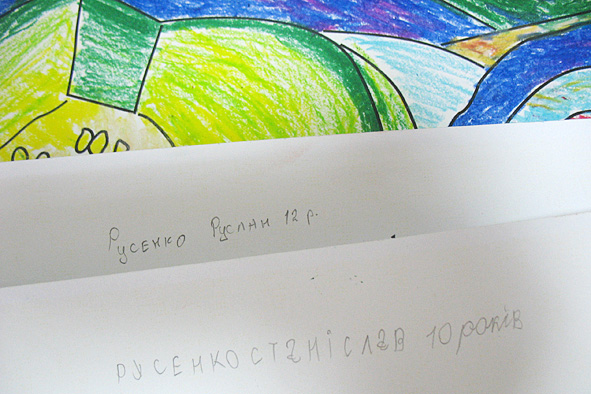 Русенко Руслан 12 р.
РУСЕНКО СТАНІСЛАВ 10 років